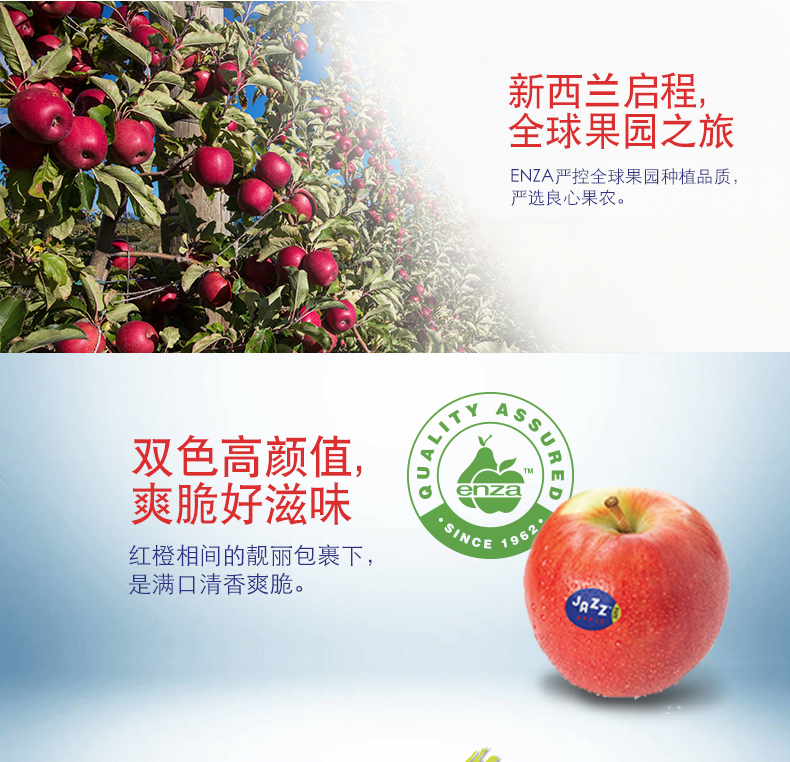 新西兰启程,
全球果园之旅
ENZA严控全球果园种植品质，
严选良心果农。
QUALITY ASSURED
enza™
· SINCE 1962 ·
双色高颜值,
爽脆好滋味
红橙相间的靓丽包裹下，
是满口清香爽脆。
JAZZ™
APPLE